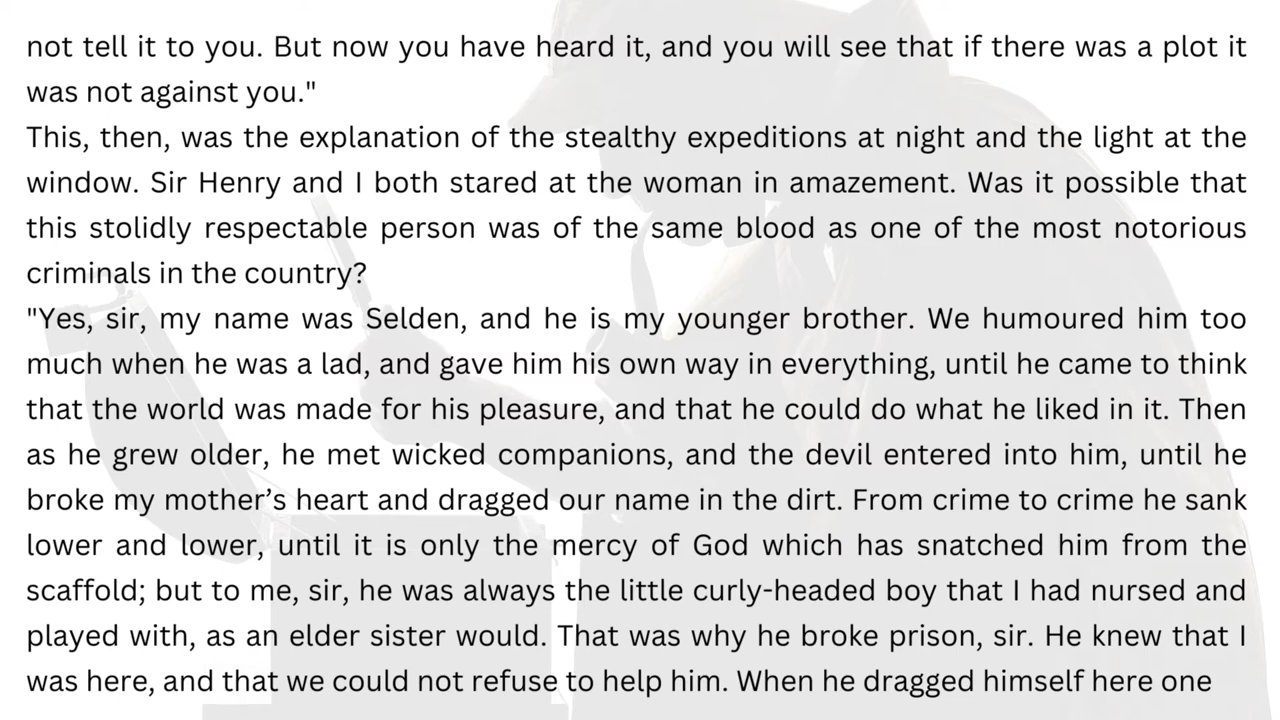 not tell it to you. But now you have heard it, and you will see that if there was a plot it
was not against you."
This, then, was the explanation of the stealthy expeditions at night and the light at the
window. Sir Henry and I both stared at the woman in amazement. Was it possible that
this stolidly respectable person was of the same blood as one of the most notorious
criminals in the country?
"Yes, sir, my name was Selden, and he is my younger brother. We humoured him too
much when he was a lad, and gave him his own way in everything, until he came to think
that the world was made for his pleasure, and that he could do what he liked in it. Then
as he grew older, he met wicked companions, and the devil entered into him, until he
broke my mother’s heart and dragged our name in the dirt. From crime to crime he sank
lower and lower, until it is only the mercy of God which has snatched him from the
scaffold; but to me, sir, he was always the little curly-headed boy that I had nursed and
played with, as an elder sister would. That was why he broke prison, sir. He knew that I
was here, and that we could not refuse to help him. When he dragged himself here one